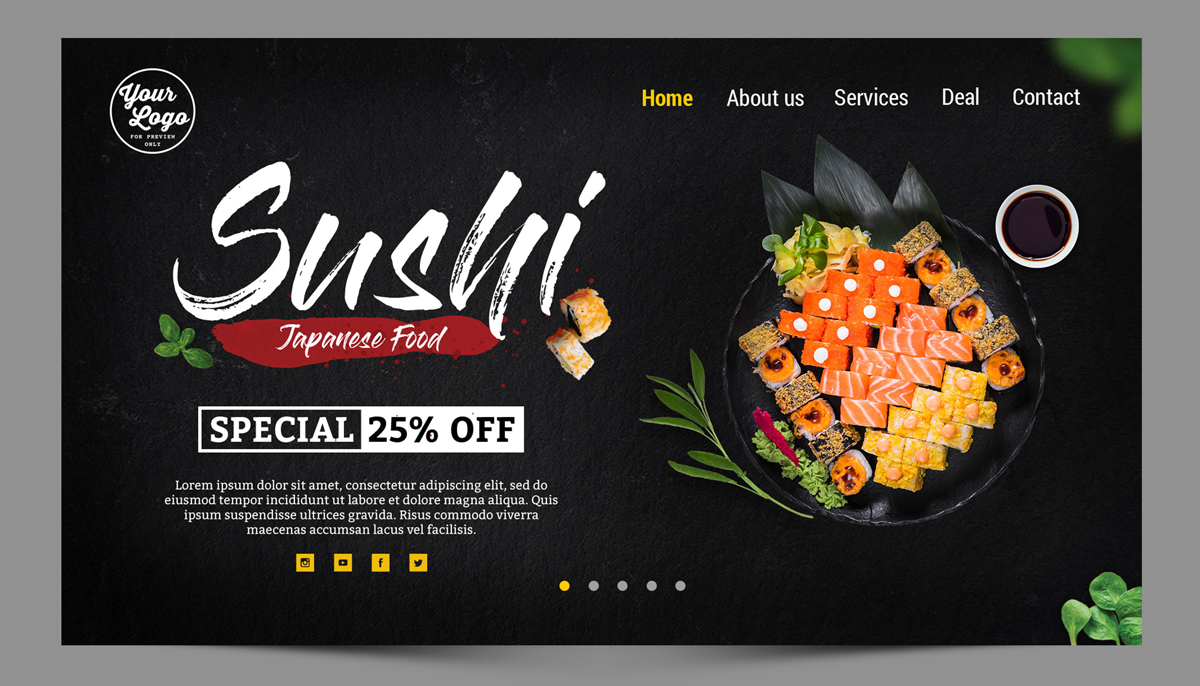 Your
Logo
FOR PREVIEW
ONLY
Home About us Services Deal Contact
Sushi
Japanese Food
SPECIAL 25% OFF
Lorem ipsum dolor sit amet, consectetur adipiscing elit, sed do
eiusmod tempor incididunt ut labore et dolore magna aliqua. Quis
ipsum suspendisse ultrices gravida. Risus commodo viverra
maecenas accumsan lacus vel facilisis.